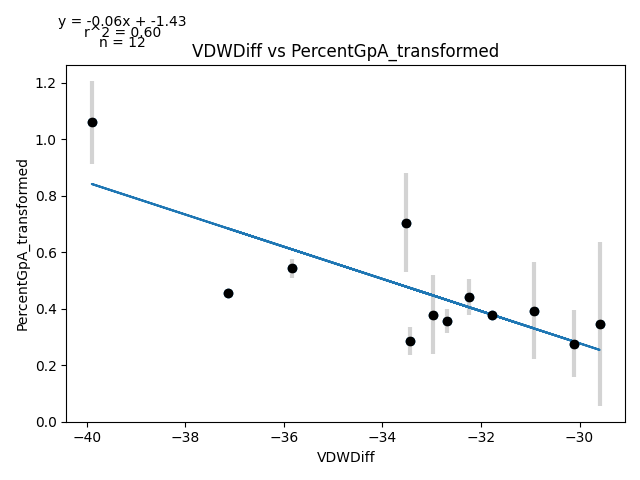 y = -0.06x + -1.43
r^2 = 0.60
n = 12
VDWDiff vs PercentGpA_transformed
1.2
1.0
0.8
0.6
0.4
0.2
0.0
PercentGpA_transformed
−40
−38
−36
−34
−32
−30
VDWDiff